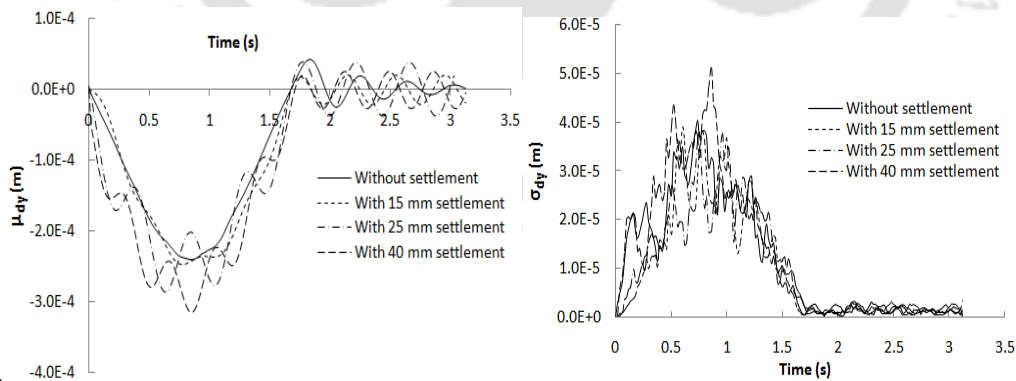 1.0E-4
0.0E+0
-1.0E-4
-2.0E-4
-3.0E-4
-4.0E-4
μdy (m)
Time (s)
0 0.5 1 1.5 2 2.5 3 3.5
Without settlement
With 15 mm settlement
With 25 mm settlement
With 40 mm settlement
6.0E-5
5.0E-5
4.0E-5
3.0E-5
2.0E-5
1.0E-5
0.0E+0
σdy (m)
Without settlement
With 15 mm settlement
With 25 mm settlement
With 40 mm settlement
0 0.5 1 1.5 2 2.5 3 3.5
Time (s)